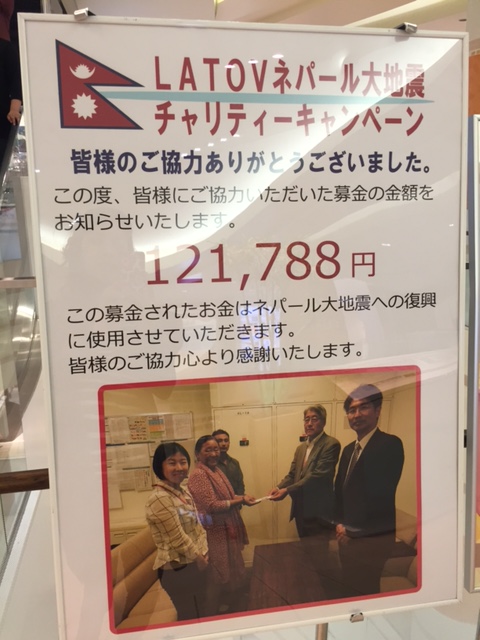 LATOVネパール大地震
チャリティーキャンペーン
皆様のご協力ありがとうございました。
この度、皆様にご協力いただいた募金の金額を
お知らせいたします。
121,788円
この募金されたお金はネパール大地震への復興
に使用させていただきます。
皆様のご協力心より感謝いたします。